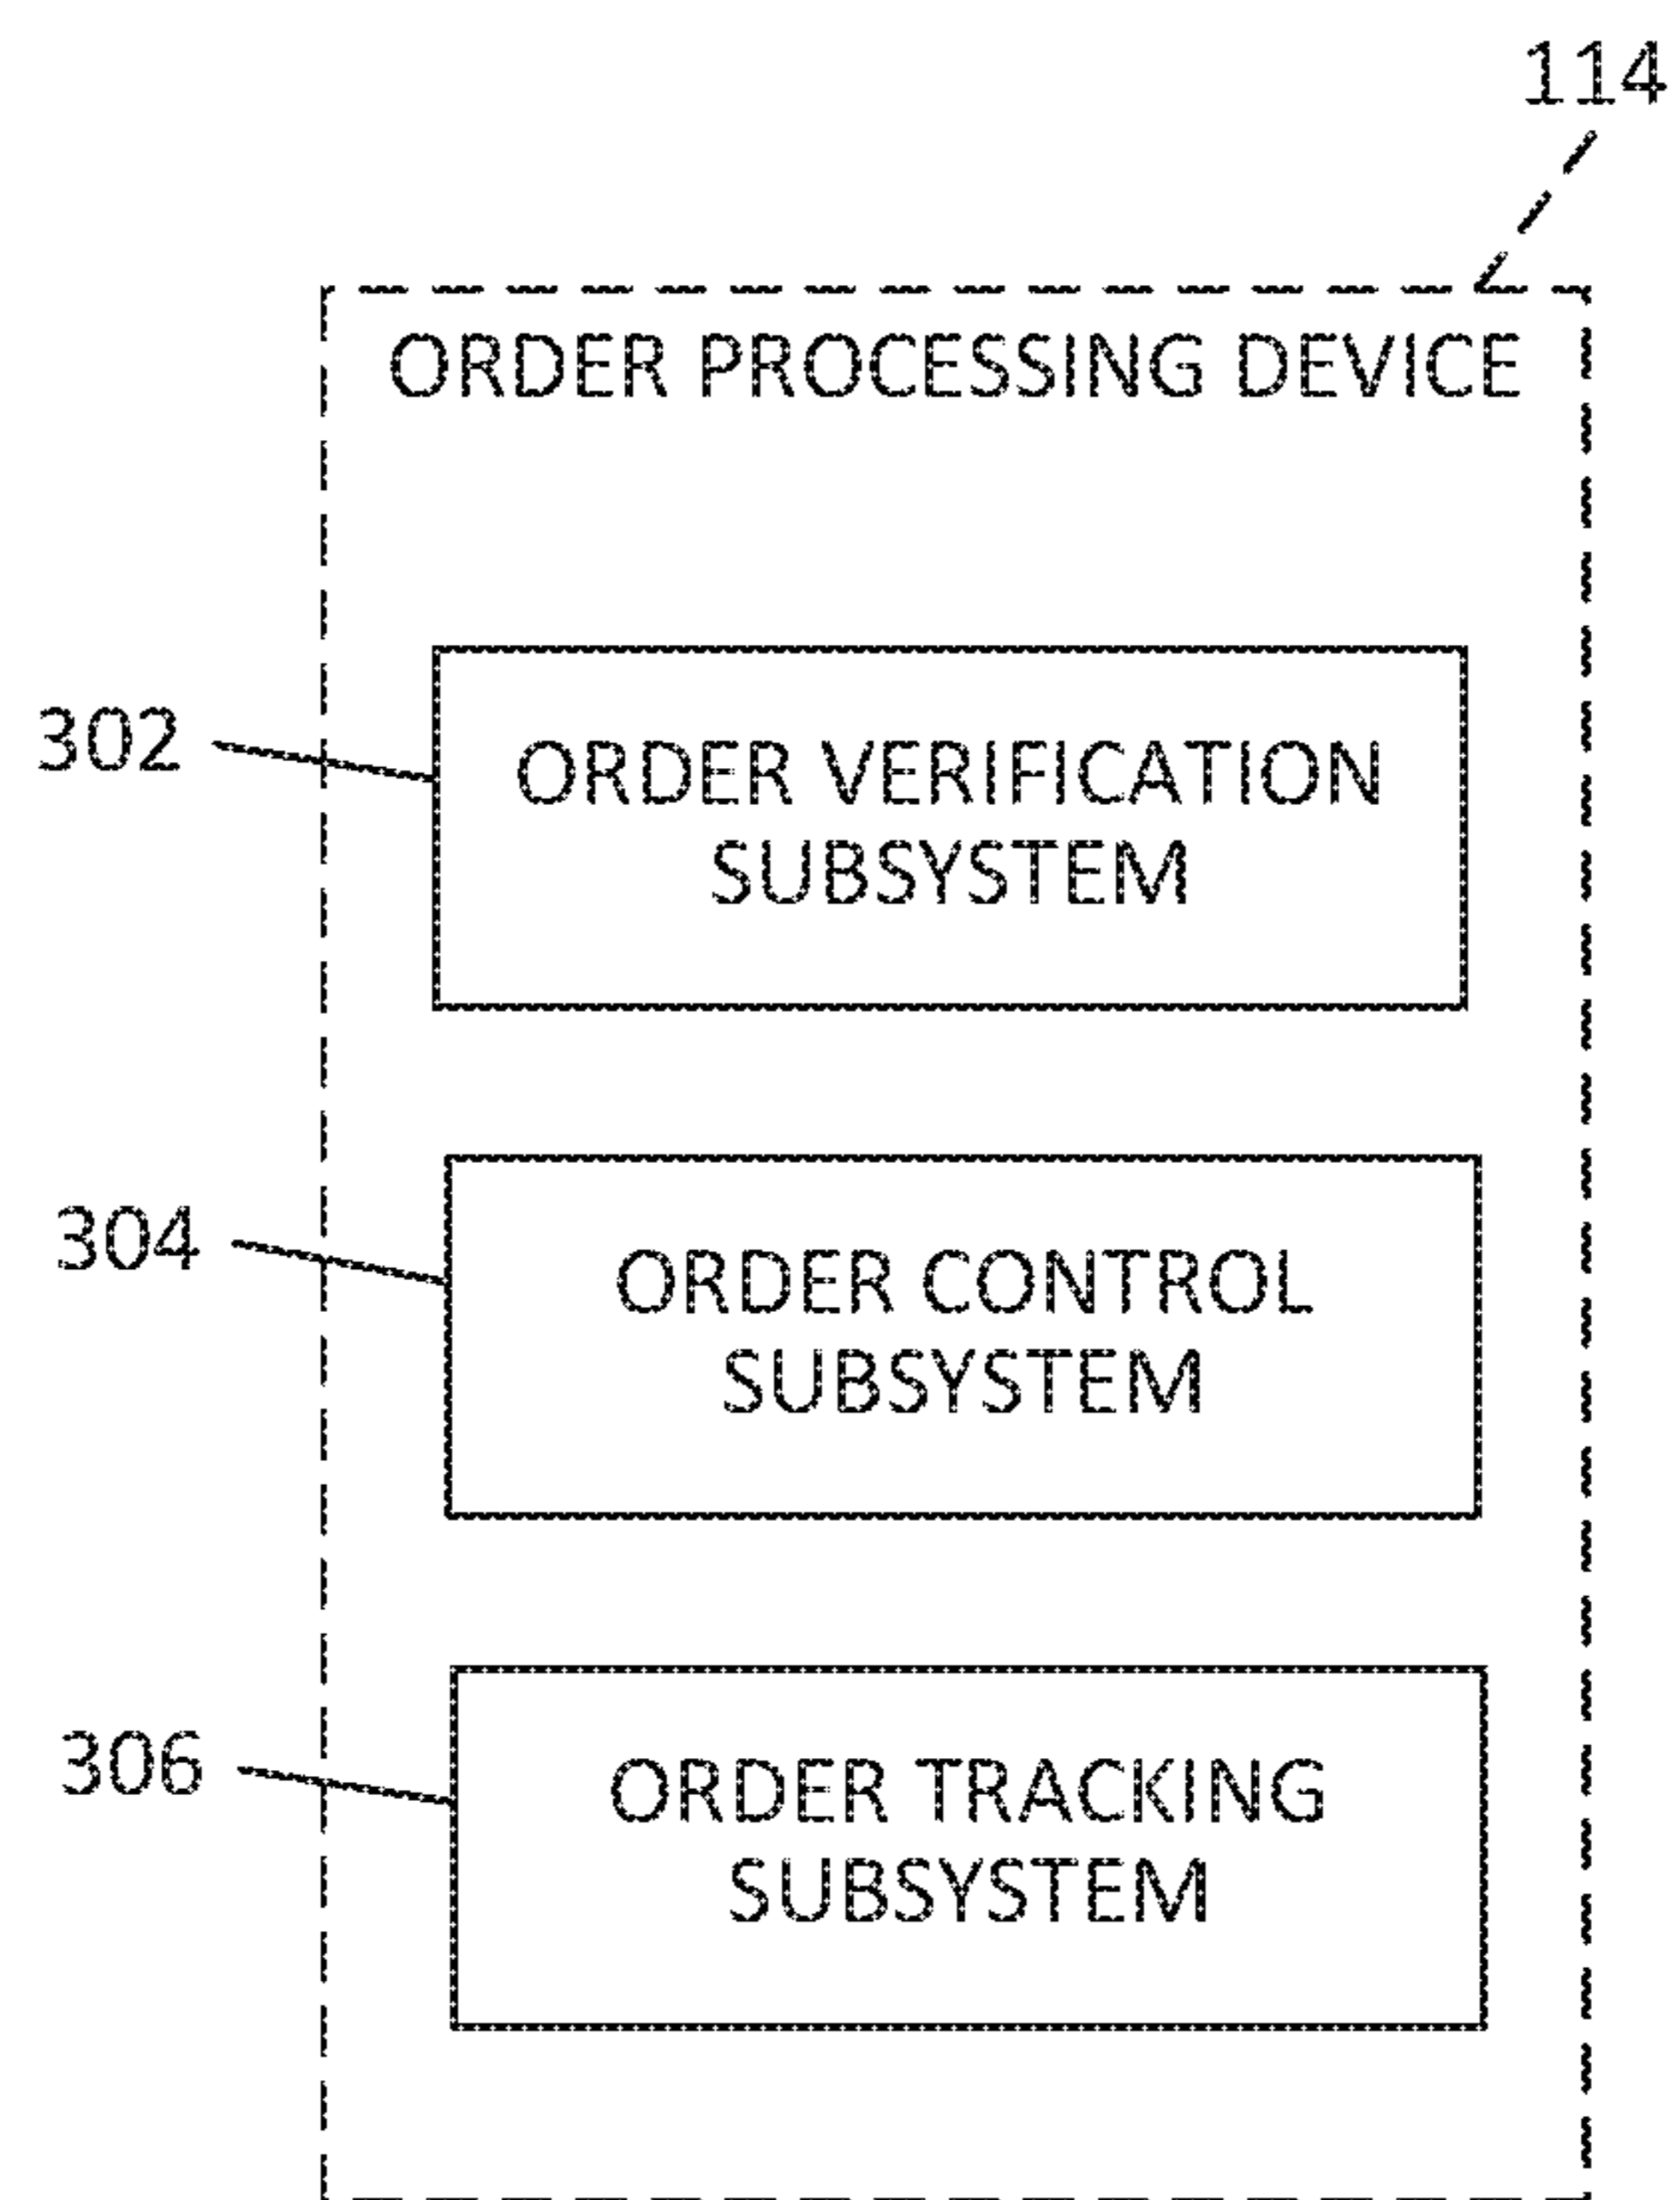 114
ORDER PROCESSING DEVICE
302
ORDER VERIFICATION
SUBSYSTEM
304
ORDER CONTROL
SUBSYSTEM
306
ORDER TRACKING
SUBSYSTEM